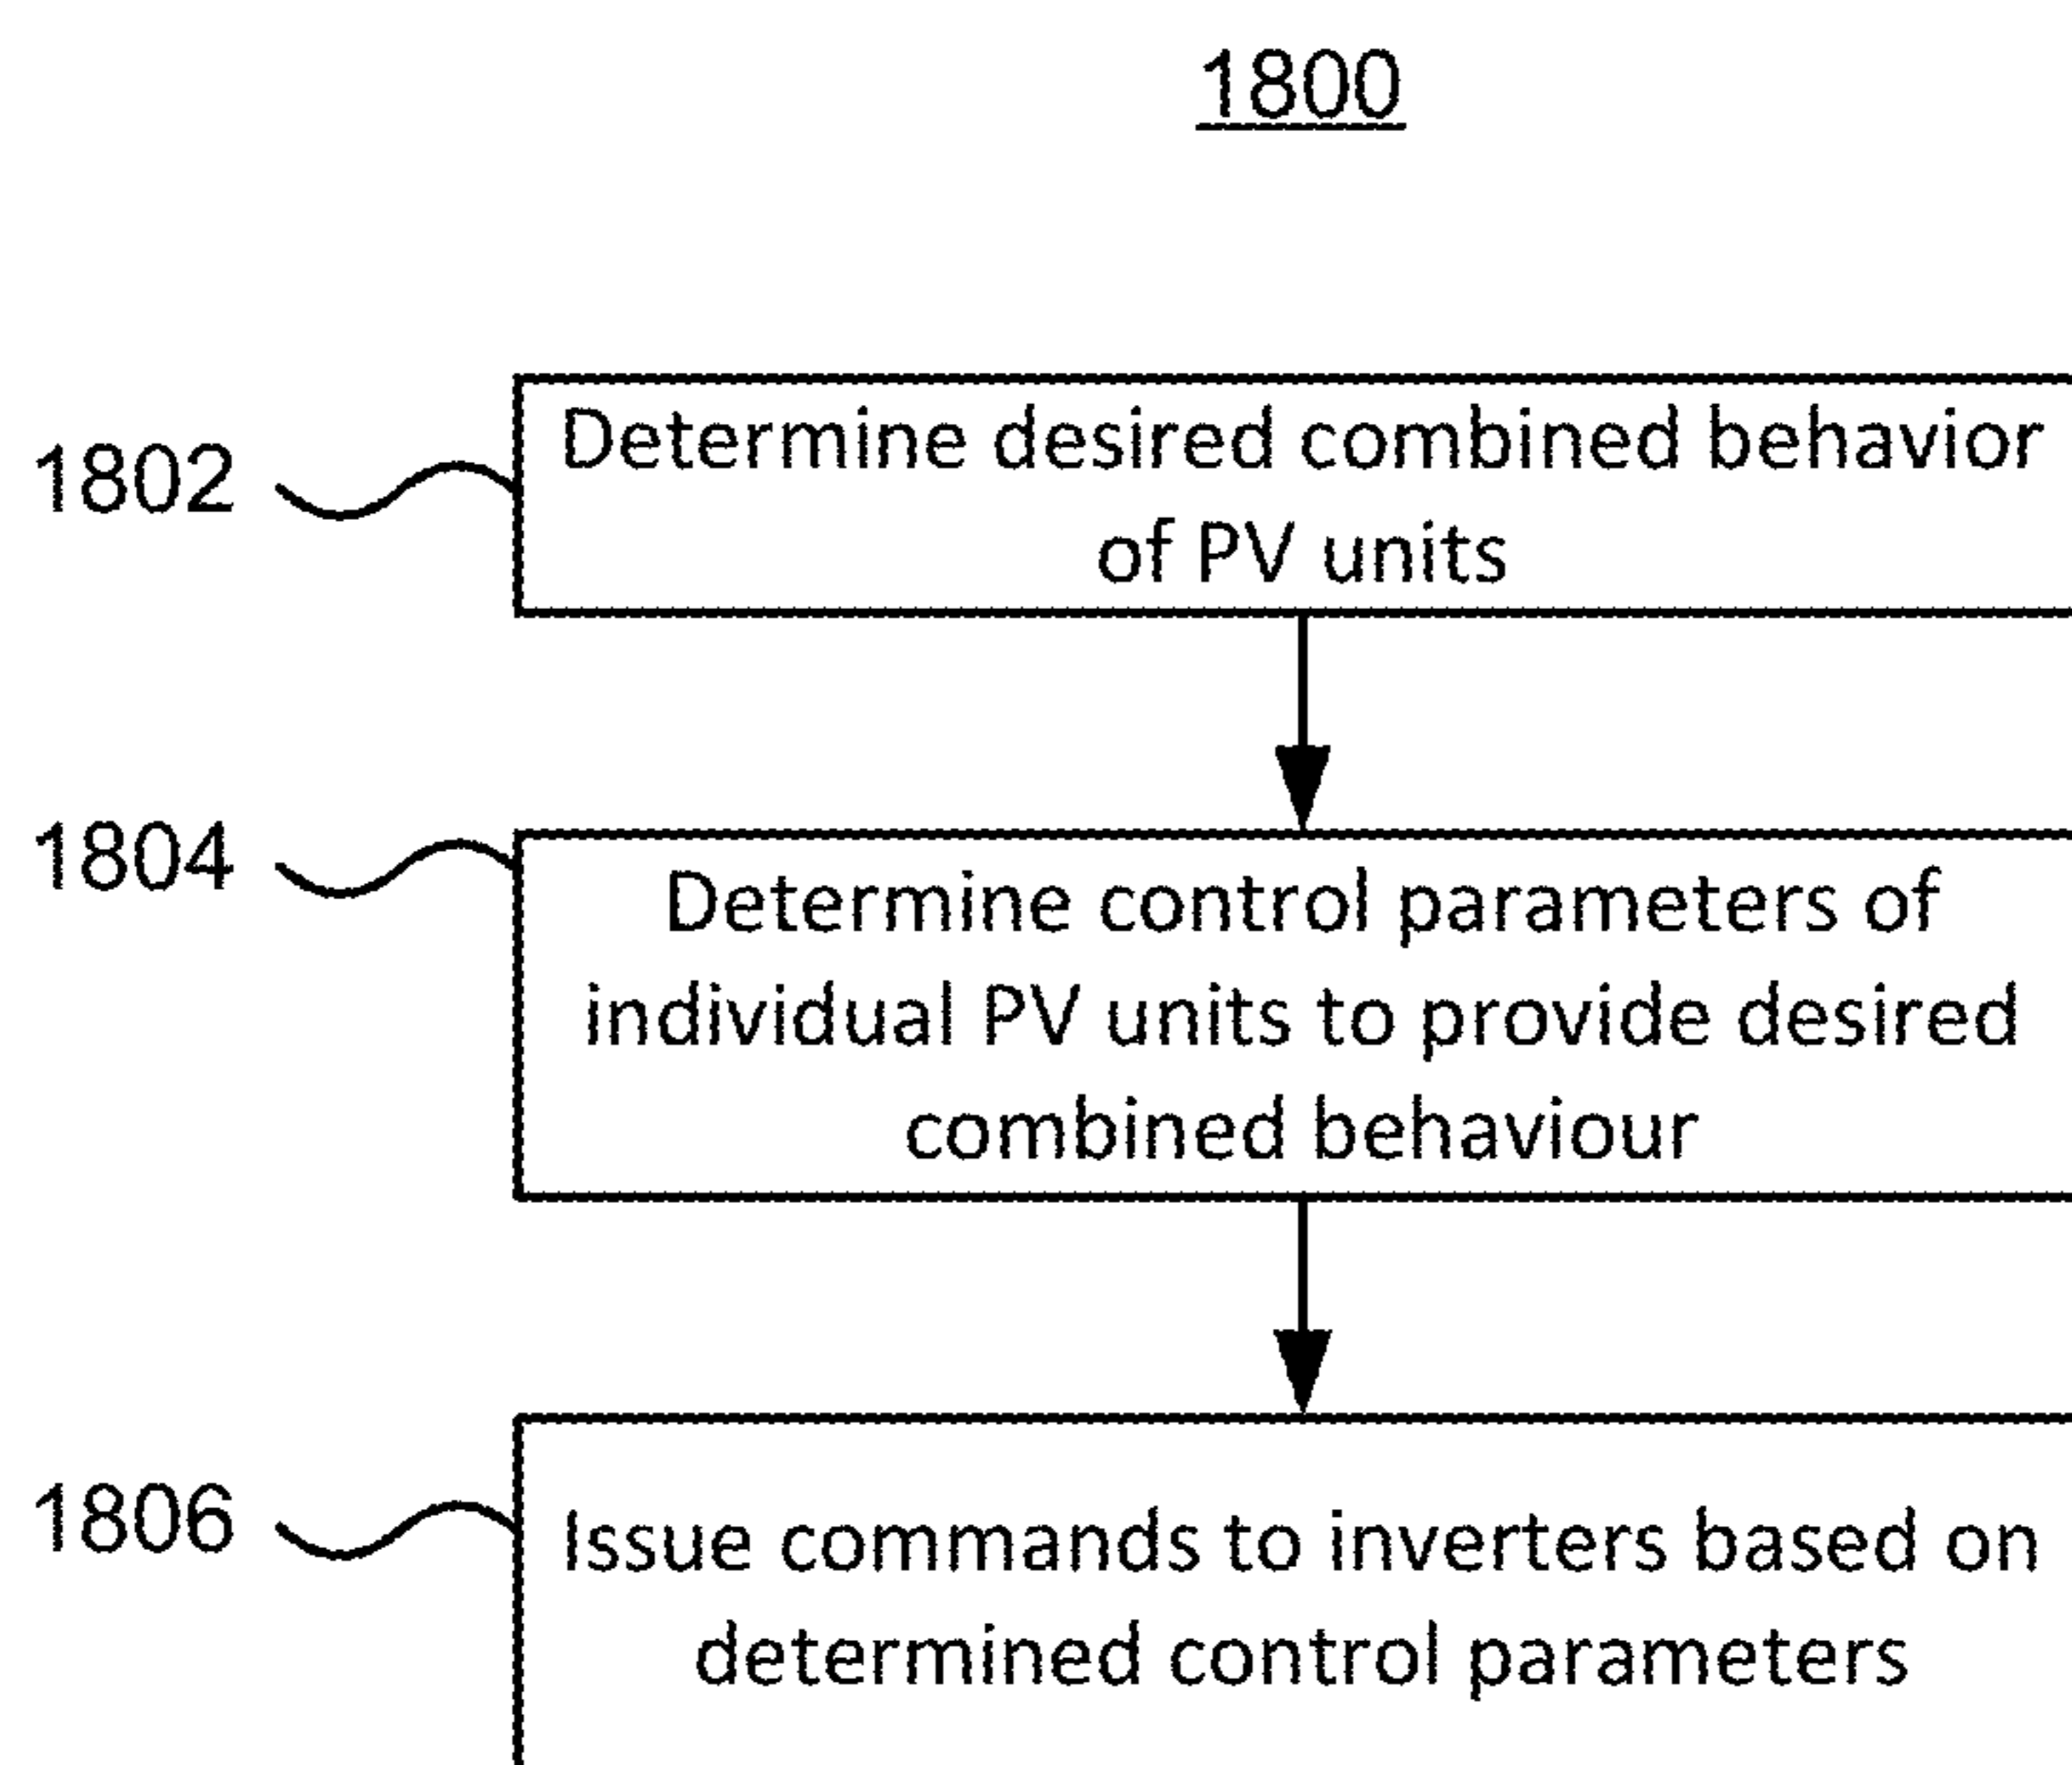 1800
1802
Determine desired combined behavior
of PV units
1804
Determine control parameters of
individual PV units to provide desired
combined behaviour
1806
Issue commands to inverters based on
determined control parameters